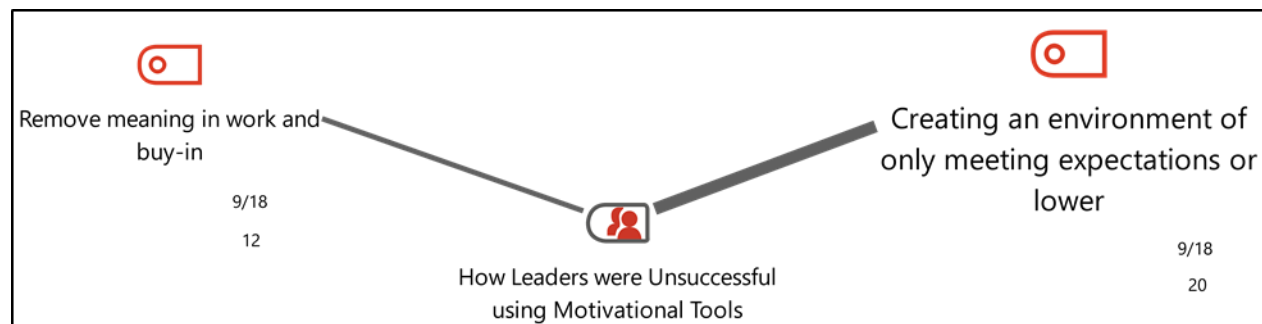 Remove meaning in work and
buy-in
9/18
12
How Leaders were Unsuccessful
using Motivational Tools
Creating an environment of
only meeting expectations or
lower
9/18
20